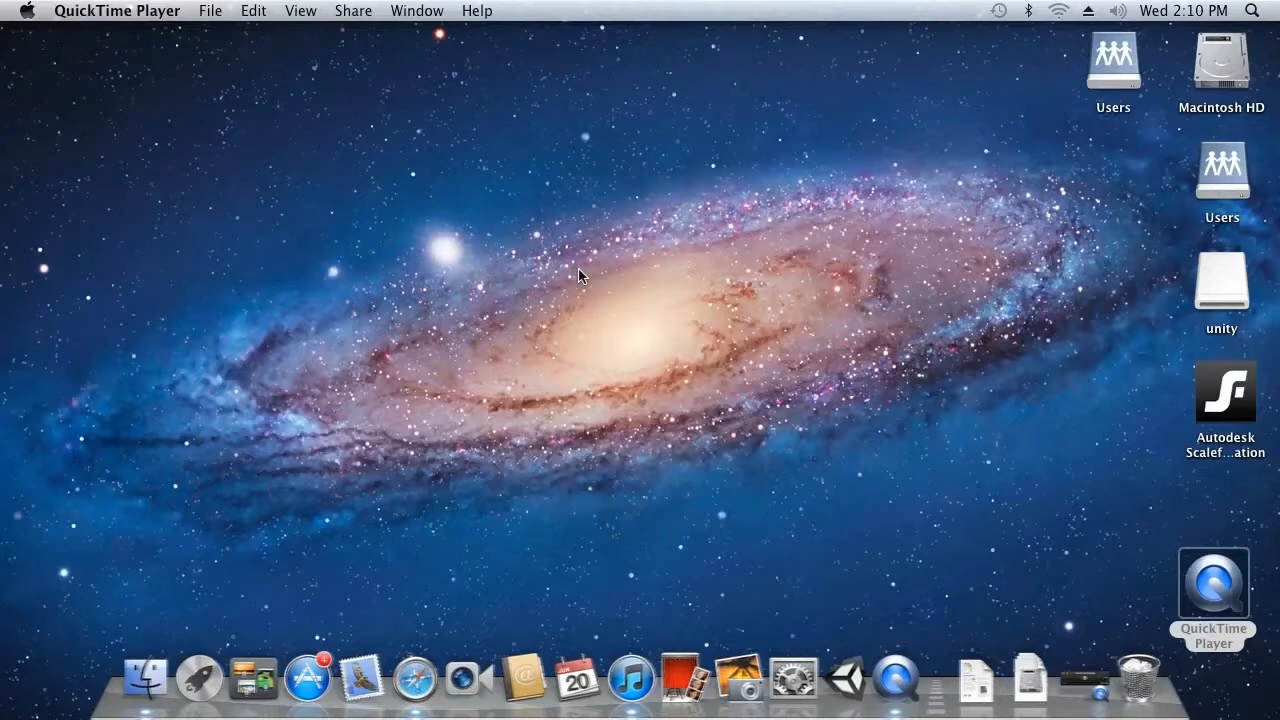 QuickTime Player File Edit View Share Window Help Wed 2:10 PM
Users
Macintosh HD
Users
unity
Autodesk
Scalef...ation
QuickTime
Player
20